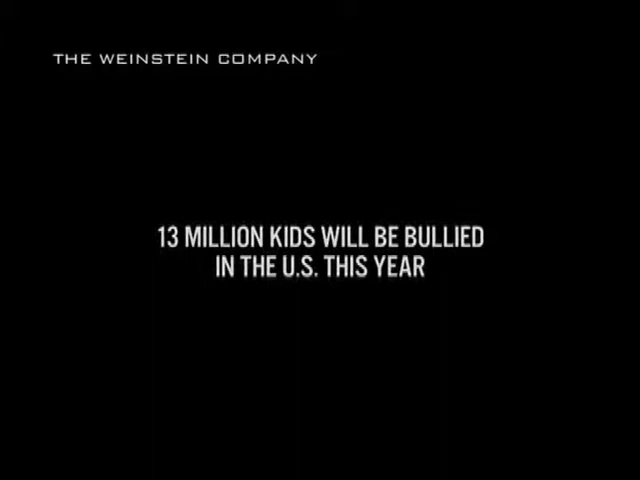 THE WEINSTEIN COMPANY
13 MILLION KIDS WILL BE BULLIED
IN THE U.S. THIS YEAR